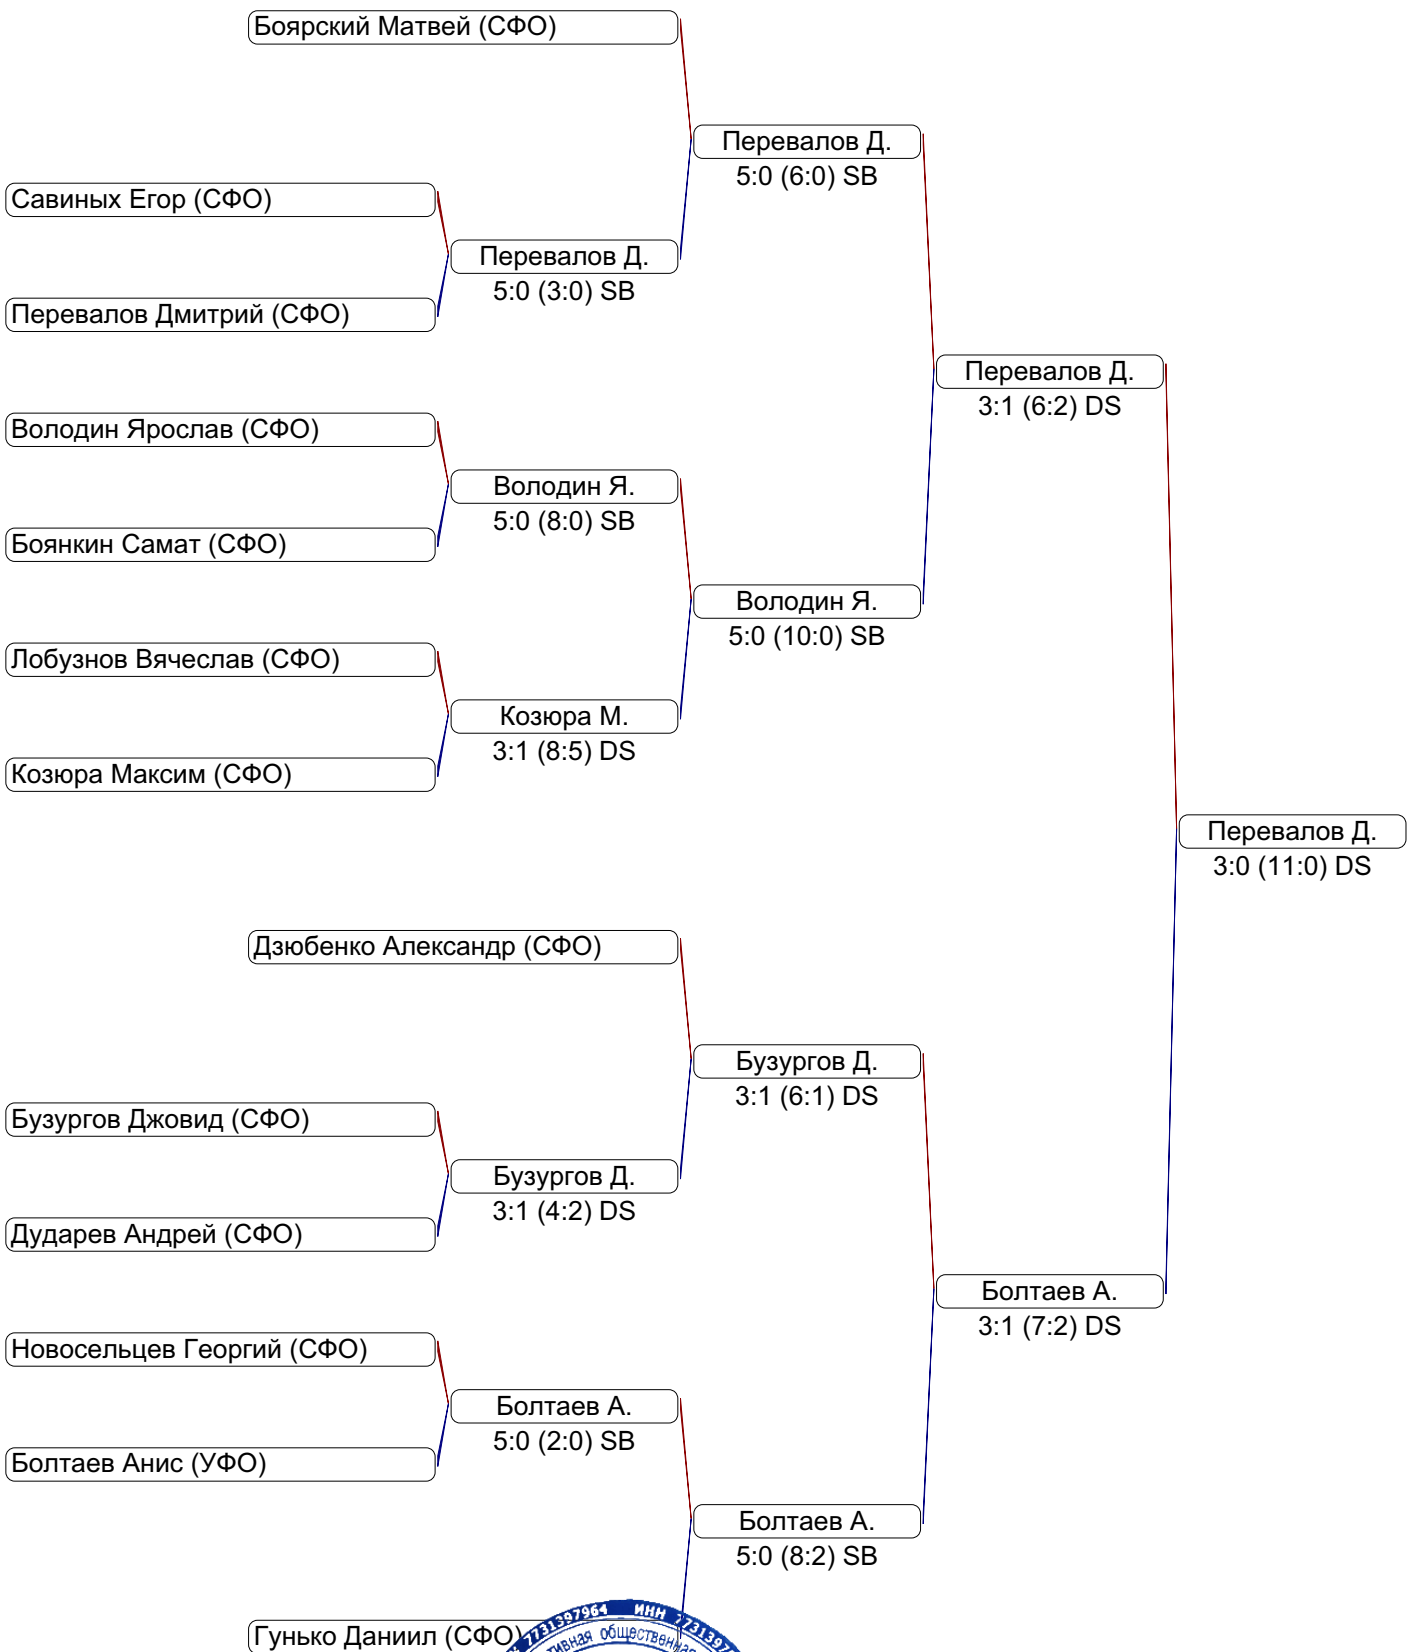 Боярский Матвей (СФО)
Перевалов Д.
5:0 (6:0) SB
Савиных Егор (СФО)
Перевалов Д.
5:0 (3:0) SB
Перевалов Дмитрий (СФО)
Перевалов Д.
3:1 (6:2) DS
Володин Ярослав (СФО)
Володин Я.
5:0 (8:0) SB
Боянкин Самат (СФО)
Володин Я.
5:0 (10:0) SB
Лобузнов Вячеслав (СФО)
Козюра М.
3:1 (8:5) DS
Козюра Максим (СФО)
Перевалов Д.
3:0 (11:0) DS
Дзюбенко Александр (СФО)
Бузургов Д.
3:1 (6:1) DS
Бузургов Джовид (СФО)
Бузургов Д.
3:1 (4:2) DS
Дударев Андрей (СФО)
Болтаев А.
3:1 (7:2) DS
Новосельцев Георгий (СФО)
Болтаев А.
5:0 (2:0) SB
Болтаев Анис (УФО)
Болтаев А.
5:0 (8:2) SB
Гунько Даниил (СФО)
7731397964 ИНН